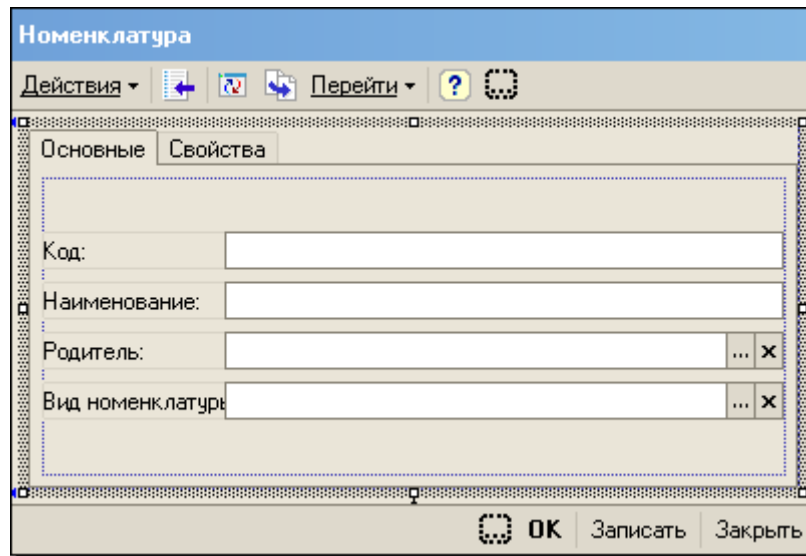 Номенклатура
Действия Перейти ?
Основные Свойства
Код:
Наименование:
Родитель: ... x
Вид номенклатуры ... x
OK Записать Закрыть